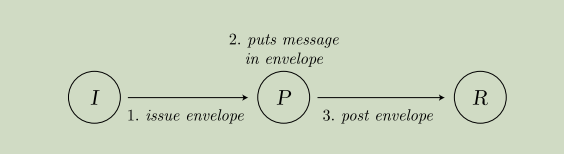 2. puts message
in envelope
I
P
R
1. issue envelope
3. post envelope